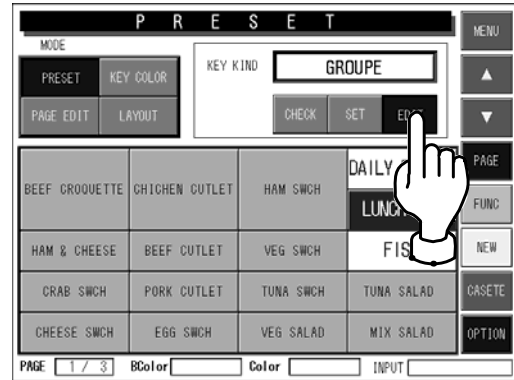 PRESET
MENU
MODE
PRESET KEY COLOR
PAGE EDIT LAYOUT
KEY KIND GROUPE
CHECK SET
PAGE
FUNC
NEW
CASETE
OPTION
BEEF CROQUETTE CHICHEN CUTLET HAM SWCH DAILY
HAM & CHEESE BEEF CUTLET VEG SWCH
CRAB SWCH PORK CUTLET TUNA SWCH TUNA SALAD
CHEESE SWCH EGG SWCH VEG SALAD MIX SALAD
PAGE 1 / 3 BColor Color INPUT